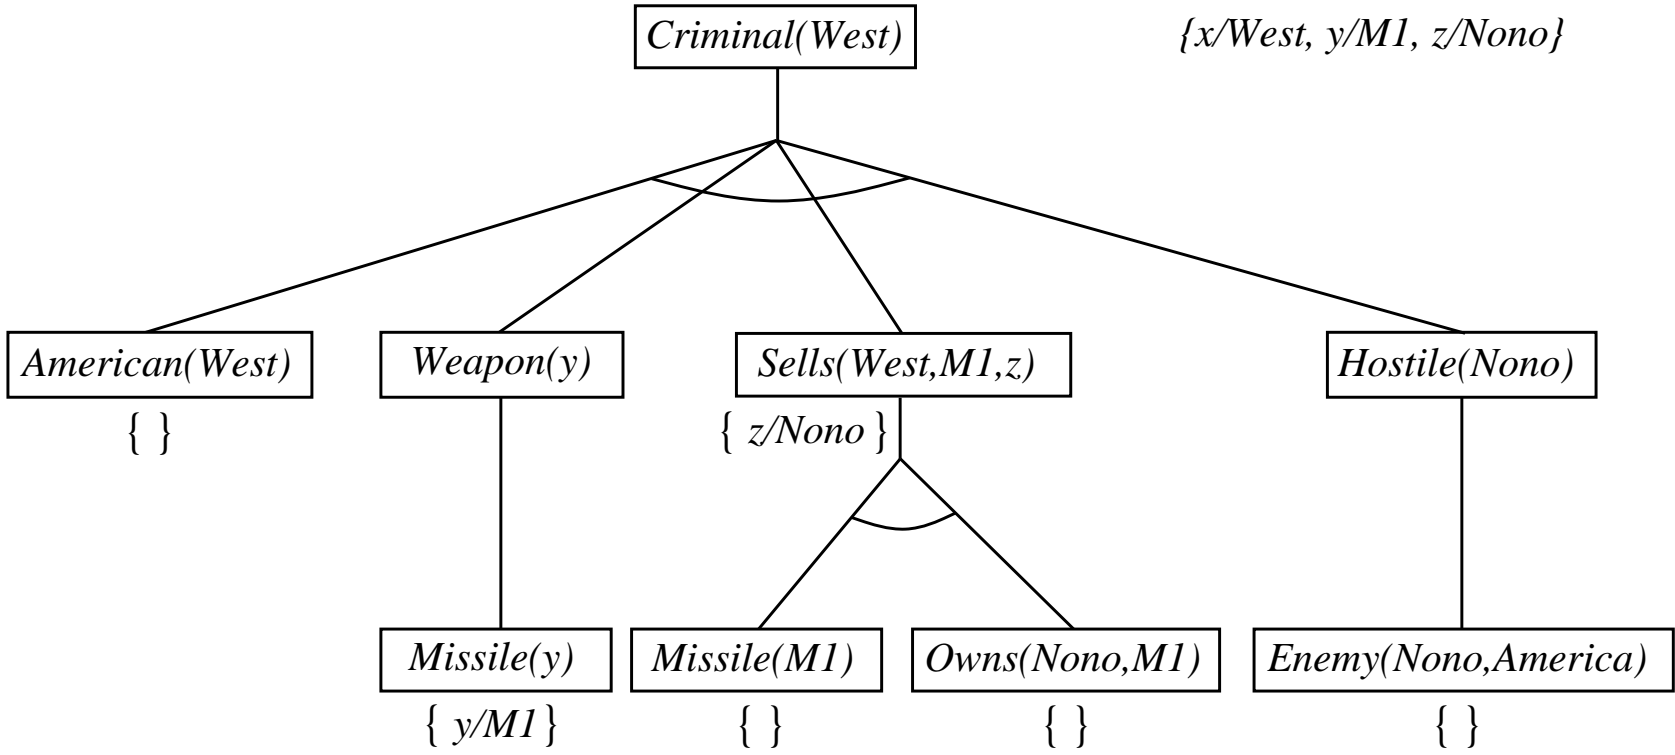 Criminal(West)
{x/West, y/M1, z/Nono}
American(West)
Weapon(y)
Sells(West,M1,z)
Hostile(Nono)
{ }
{ z/Nono }
Missile(y)
Missile(M1)
Owns(Nono,M1)
Enemy(Nono,America)
{ y/M1 }
{ }
{ }
{ }